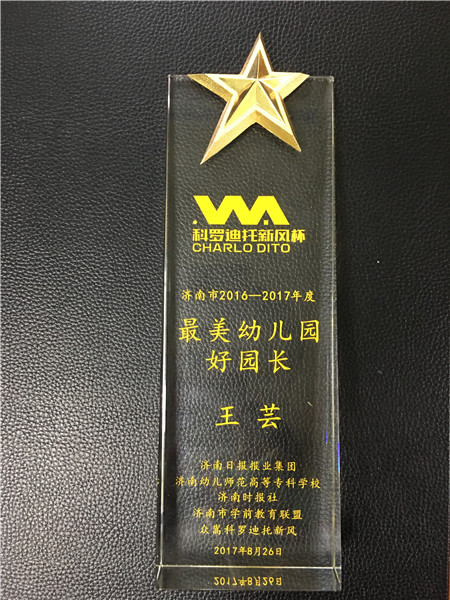 科罗迪托新风杯
CHARLO DITO
济南市2016—2017年度
最美幼儿园
好园长
王芸
济南日报报业集团
济南幼儿师范高等专科学校
济南时报社
济南市学前教育联盟
众嵩科罗迪托新风
2017年8月26日